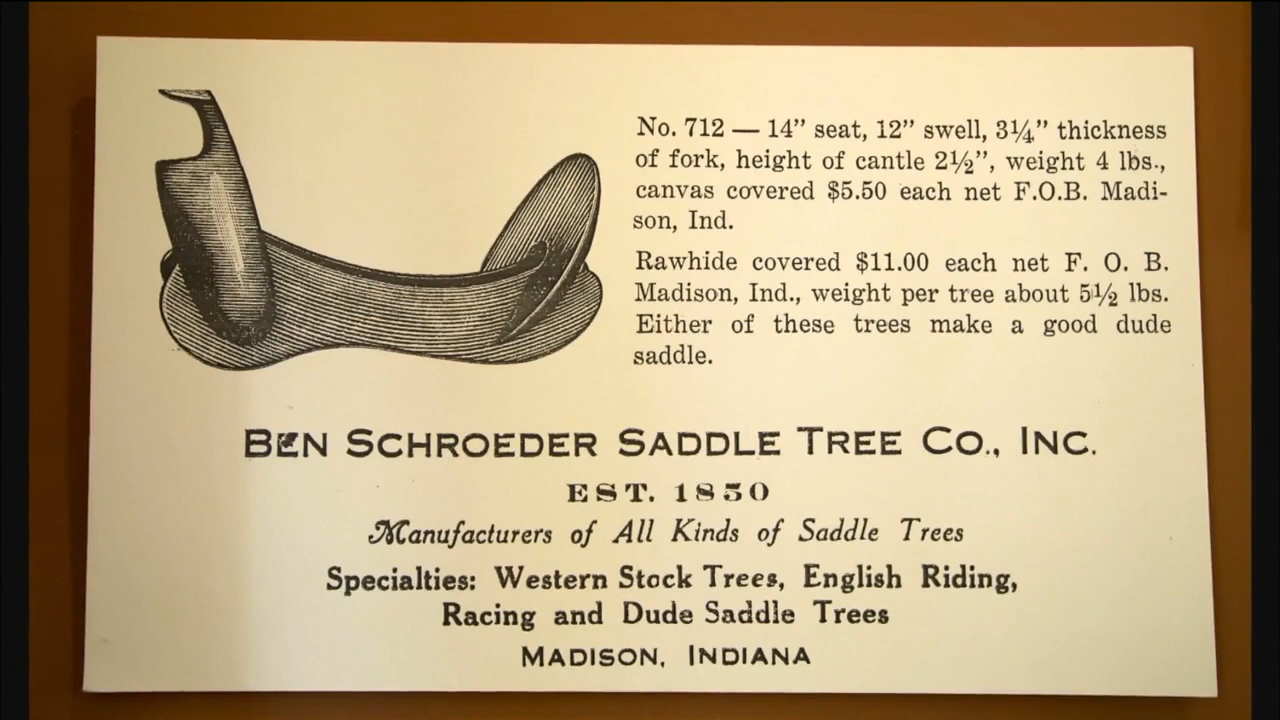 No. 712 — 14” seat, 12” swell, 3¼” thickness
of fork, height of cantle 2½”, weight 4 lbs.,
canvas covered $5.50 each net F.O.B. Madi-
son, Ind.
Rawhide covered $11.00 each net F. O. B.
Madison, Ind., weight per tree about 5½ lbs.
Either of these trees make a good dude
saddle.
BEN SCHROEDER SADDLE TREE CO., INC.
EST. 1850
Manufacturers of All Kinds of Saddle Trees
Specialties: Western Stock Trees, English Riding,
Racing and Dude Saddle Trees
MADISON, INDIANA